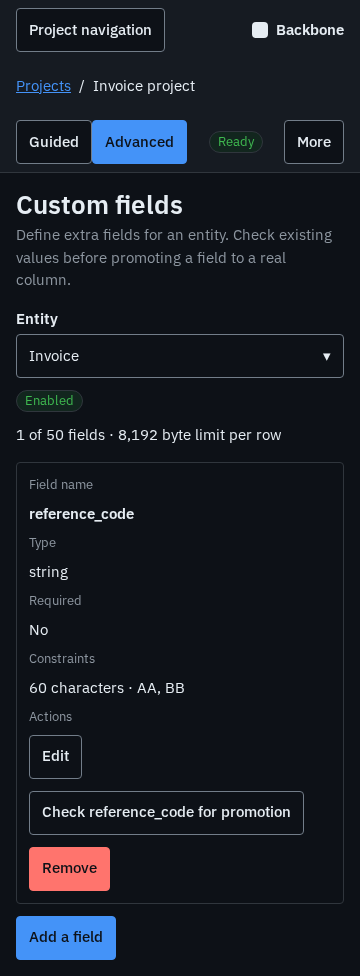 Project navigation
Backbone
Projects / Invoice project
Guided
Advanced
Ready
More
Custom fields
Define extra fields for an entity. Check existing
values before promoting a field to a real
column.
Entity
Invoice ▾
Enabled
1 of 50 fields · 8,192 byte limit per row
Field name
reference_code
Type
string
Required
No
Constraints
60 characters · AA, BB
Actions
Edit
Check reference_code for promotion
Remove
Add a field